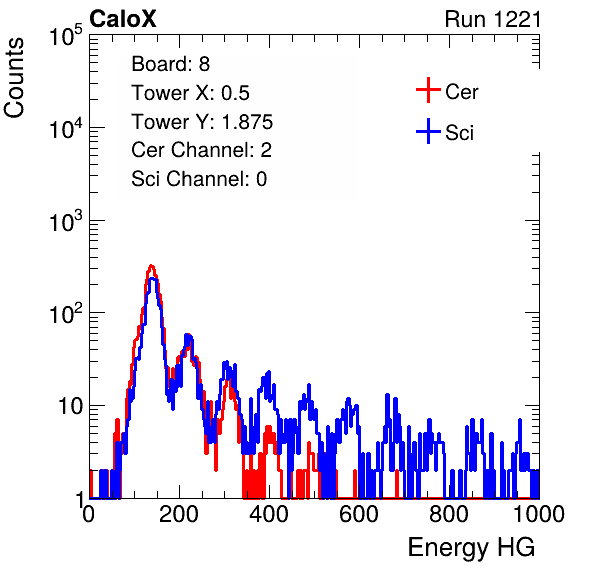 CaloX Run 1221
Counts
Board: 8
Tower X: 0.5
Tower Y: 1.875
Cer Channel: 2
Sci Channel: 0
Cer
Sci
10^5
10^4
10^3
10^2
10
1
0 200 400 600 800 1000
Energy HG